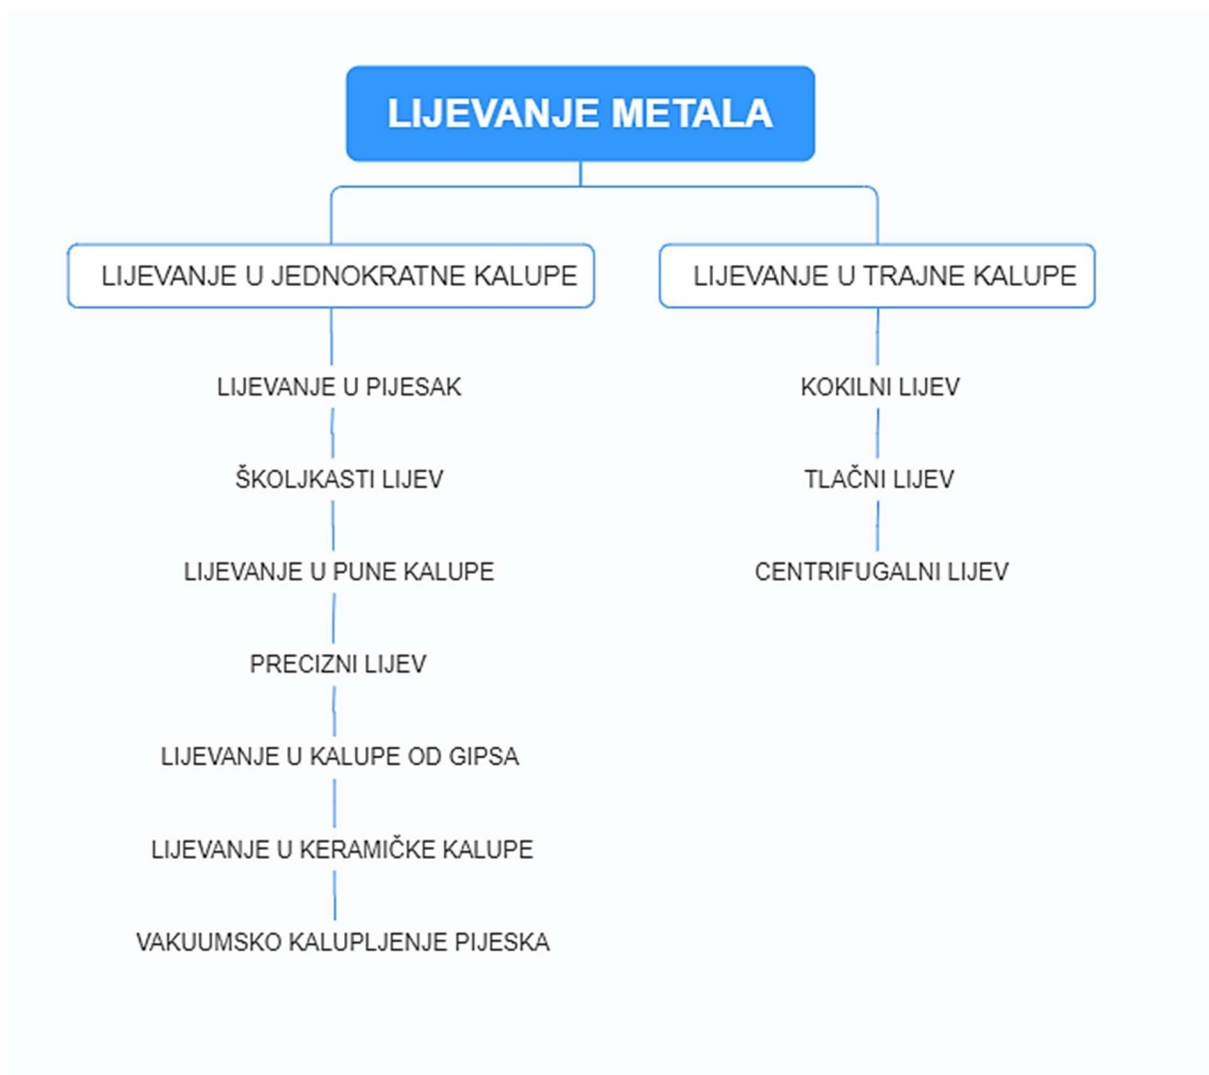 LIJEVANJE METALA
LIJEVANJE U JEDNOKRATNE KALUPE
LIJEVANJE U PIJESAK
ŠKOLJKASTI LIJEV
LIJEVANJE U PUNE KALUPE
PRECIZNI LIJEV
LIJEVANJE U KALUPE OD GIPSA
LIJEVANJE U KERAMIČKE KALUPE
VAKUUMSKO KALUPLJENJE PIJESKA
LIJEVANJE U TRAJNE KALUPE
KOKILNI LIJEV
TLAČNI LIJEV
CENTRIFUGALNI LIJEV